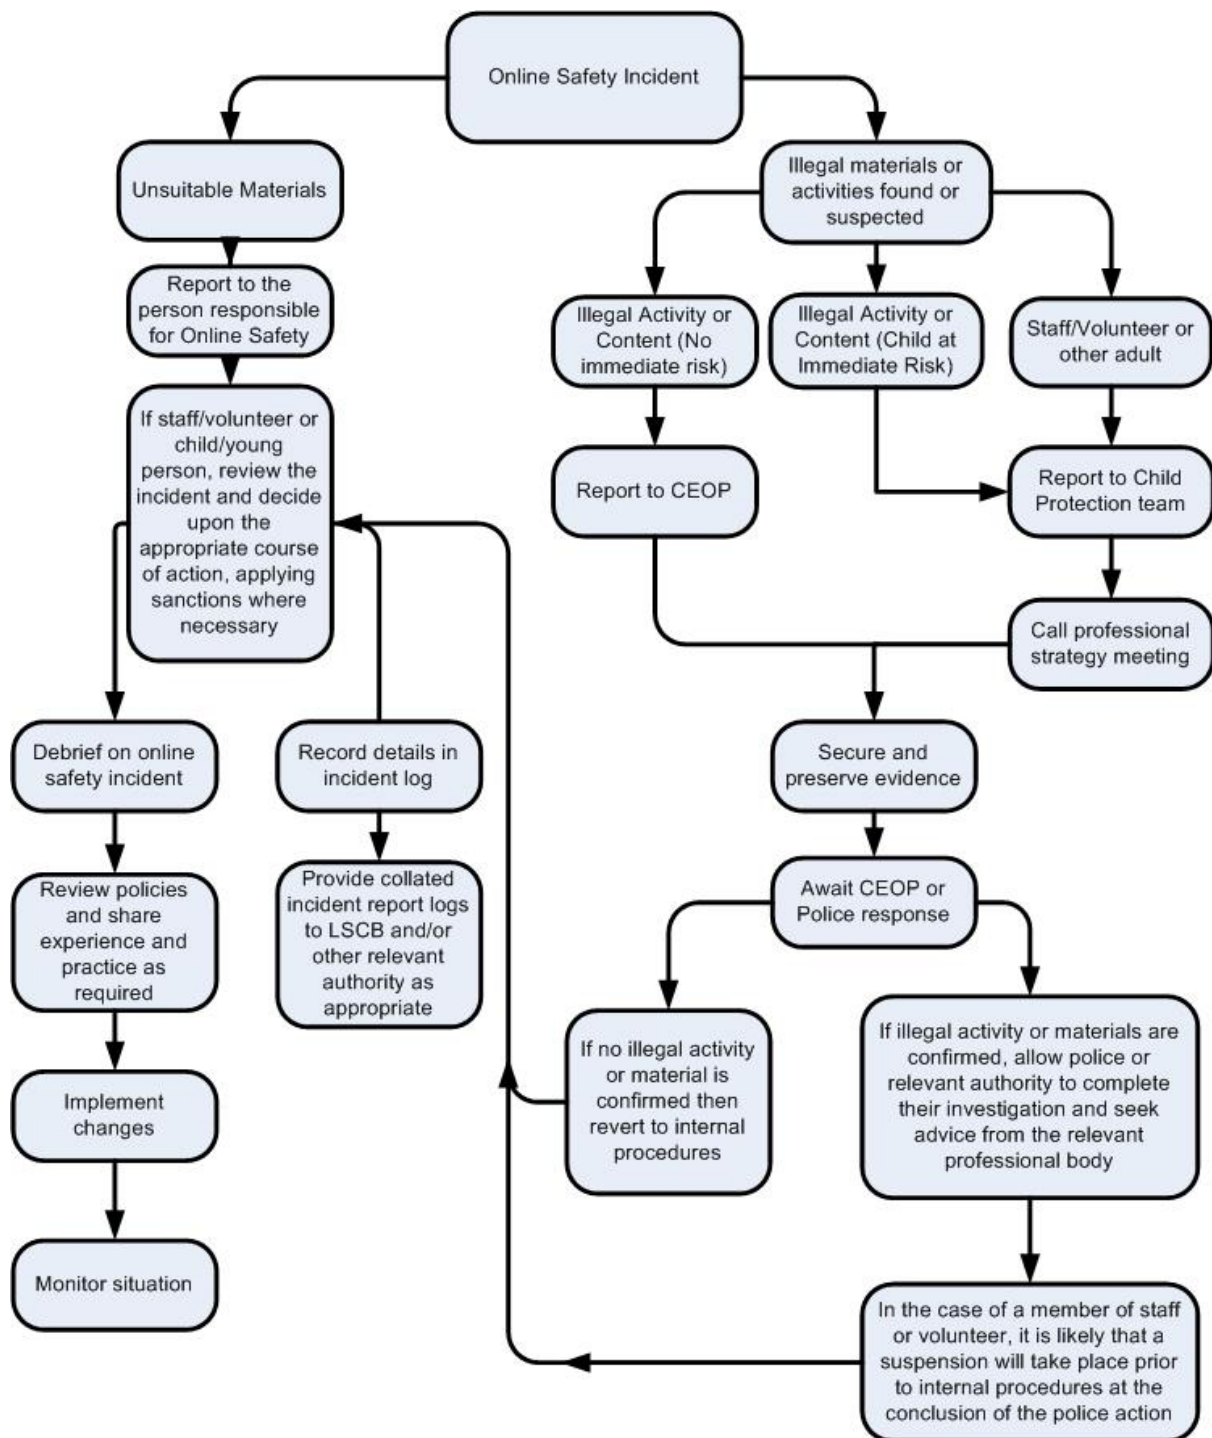 Online Safety Incident
Unsuitable Materials
Report to the
person responsible
for Online Safety
If staff/volunteer or
child/young
person, review the
incident and decide
upon the
appropriate course
of action, applying
sanctions where
necessary
Debrief on online
safety incident
Review policies
and share
experience and
practice as
required
Implement
changes
Monitor situation
Record details in
incident log
Provide collated
incident report logs
to LSCB and/or
other relevant
authority as
appropriate
Illegal materials or
activities found or
suspected
Illegal Activity or
Content (No
immediate risk)
Illegal Activity or
Content (Child at
Immediate Risk)
Staff/Volunteer or
other adult
Report to CEOP
Report to Child
Protection team
Call professional
strategy meeting
Secure and
preserve evidence
Await CEOP or
Police response
If no illegal activity
or material is
confirmed then
revert to internal
procedures
If illegal activity or materials are
confirmed, allow police or
relevant authority to complete
their investigation and seek
advice from the relevant
professional body
In the case of a member of staff
or volunteer, it is likely that a
suspension will take place prior
to internal procedures at the
conclusion of the police action